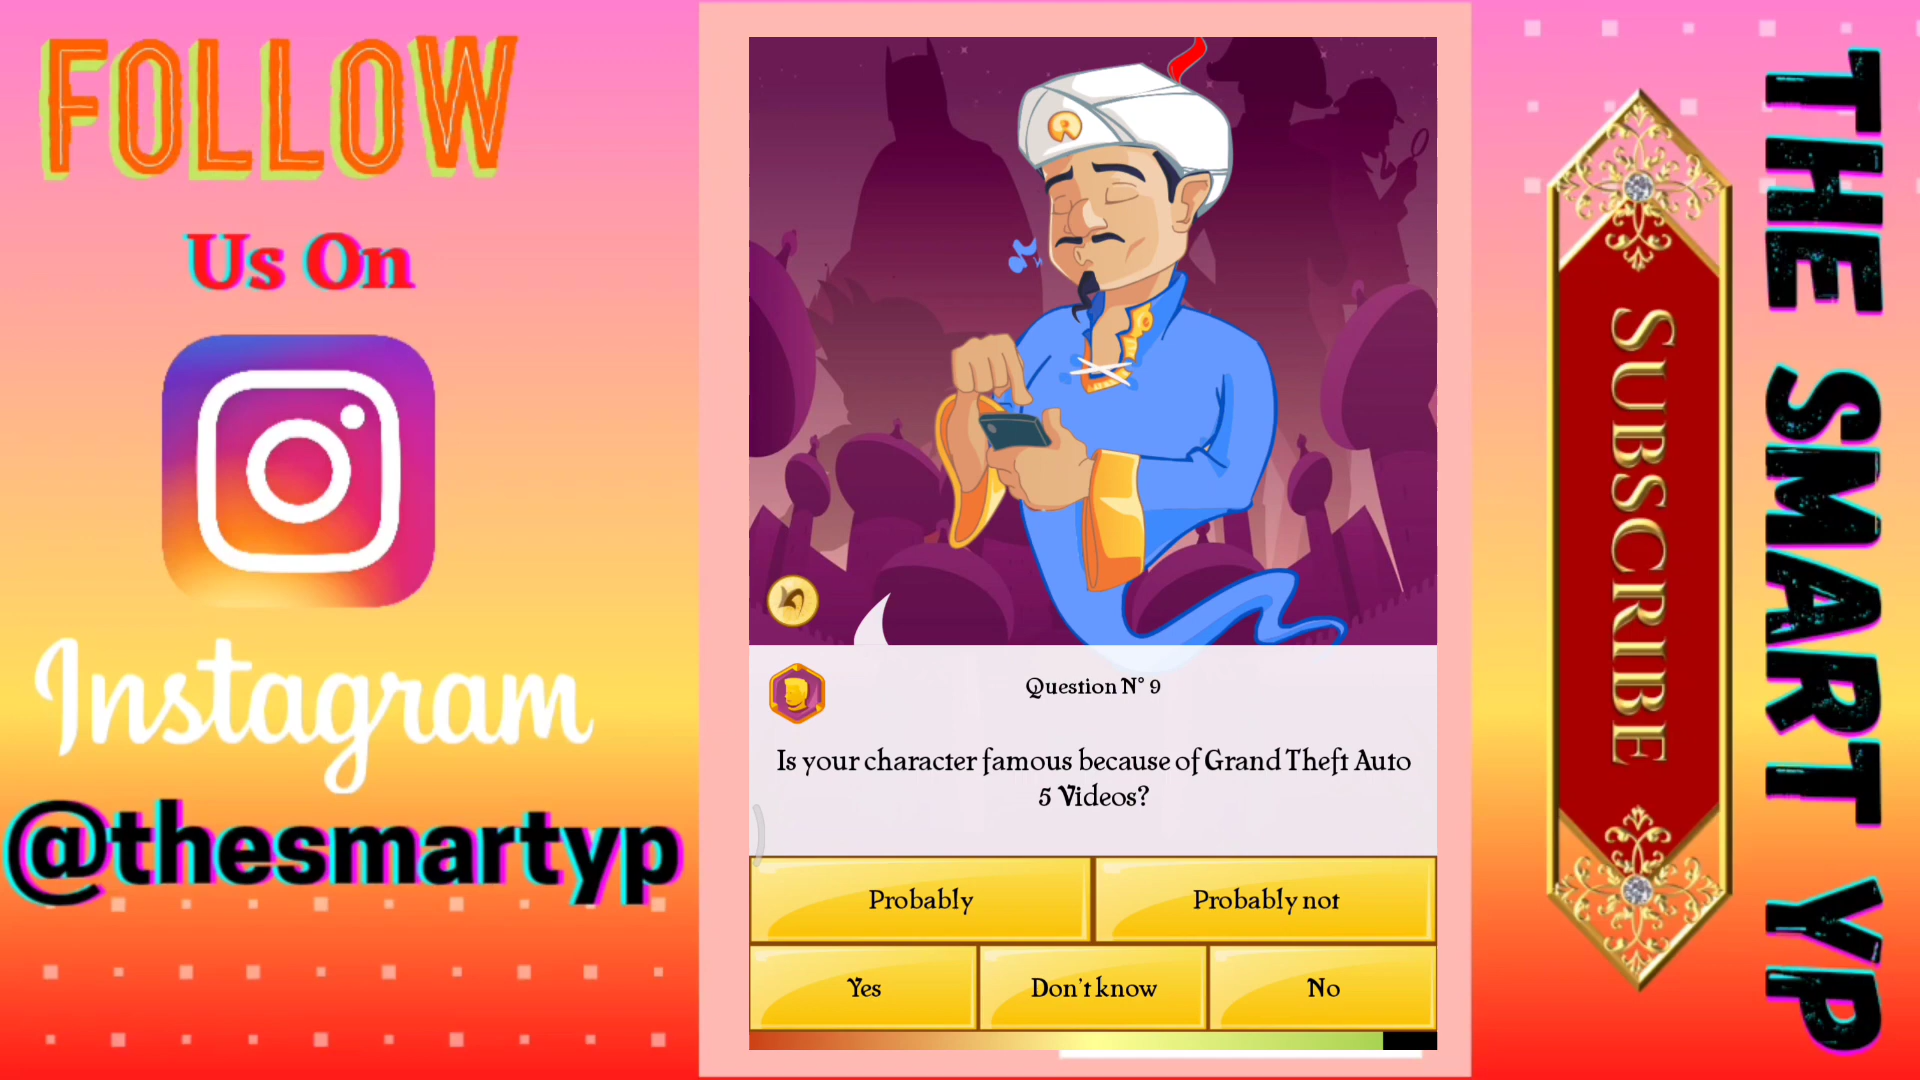 FOLLOW
Us On
Instagram
@thesmartyp
Question N° 9
Is your character famous because of Grand Theft Auto
5 Videos?
Probably
Probably not
Yes
Don't know
No
SUBSCRIBE
THE SMART YP